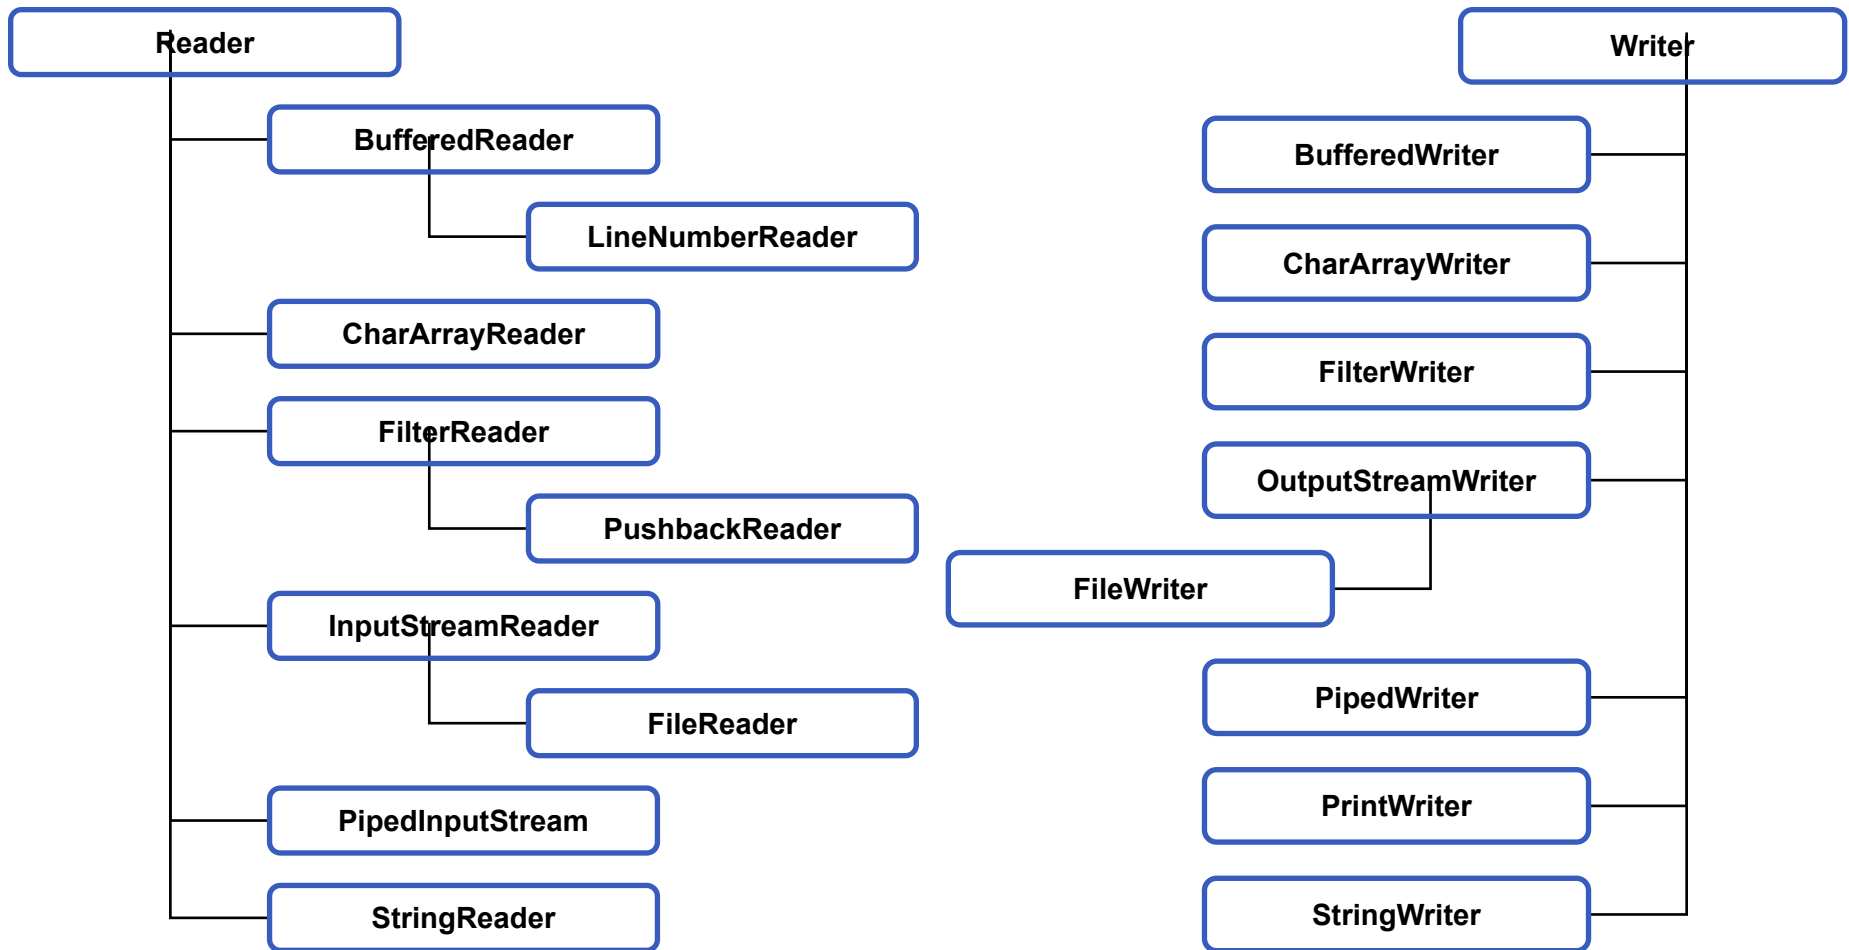 Reader
BufferedReader
LineNumberReader
CharArrayReader
FilterReader
PushbackReader
InputStreamReader
FileReader
PipedInputStream
StringReader
Writer
BufferedWriter
CharArrayWriter
FilterWriter
OutputStreamWriter
FileWriter
PipedWriter
PrintWriter
StringWriter